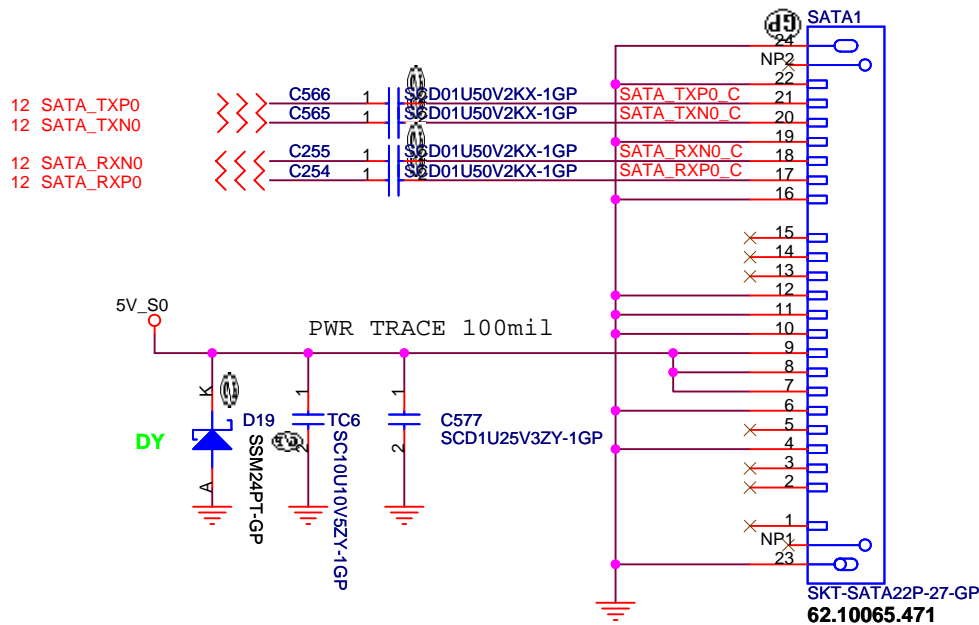 SATA1
GP
24
NP2
22
12 SATA_TXP0 C566 1 SCD01U50V2KX-1GP SATA_TXP0_C 21
12 SATA_TXN0 C565 1 SCD01U50V2KX-1GP SATA_TXN0_C 20
19
12 SATA_RXN0 C255 1 SCD01U50V2KX-1GP SATA_RXN0_C 18
12 SATA_RXP0 C254 1 SCD01U50V2KX-1GP SATA_RXP0_C 17
16
15
14
13
12
11
10
9
8
7
6
5
4
3
2
1
NP1
23
5V_S0
PWR TRACE 100mil
DY
K
A
D19
SSM24PT-GP
1
2
TC6
SC10U10V5ZY-1GP
1
2
C577
SCD1U25V3ZY-1GP
SKT-SATA22P-27-GP
62.10065.471